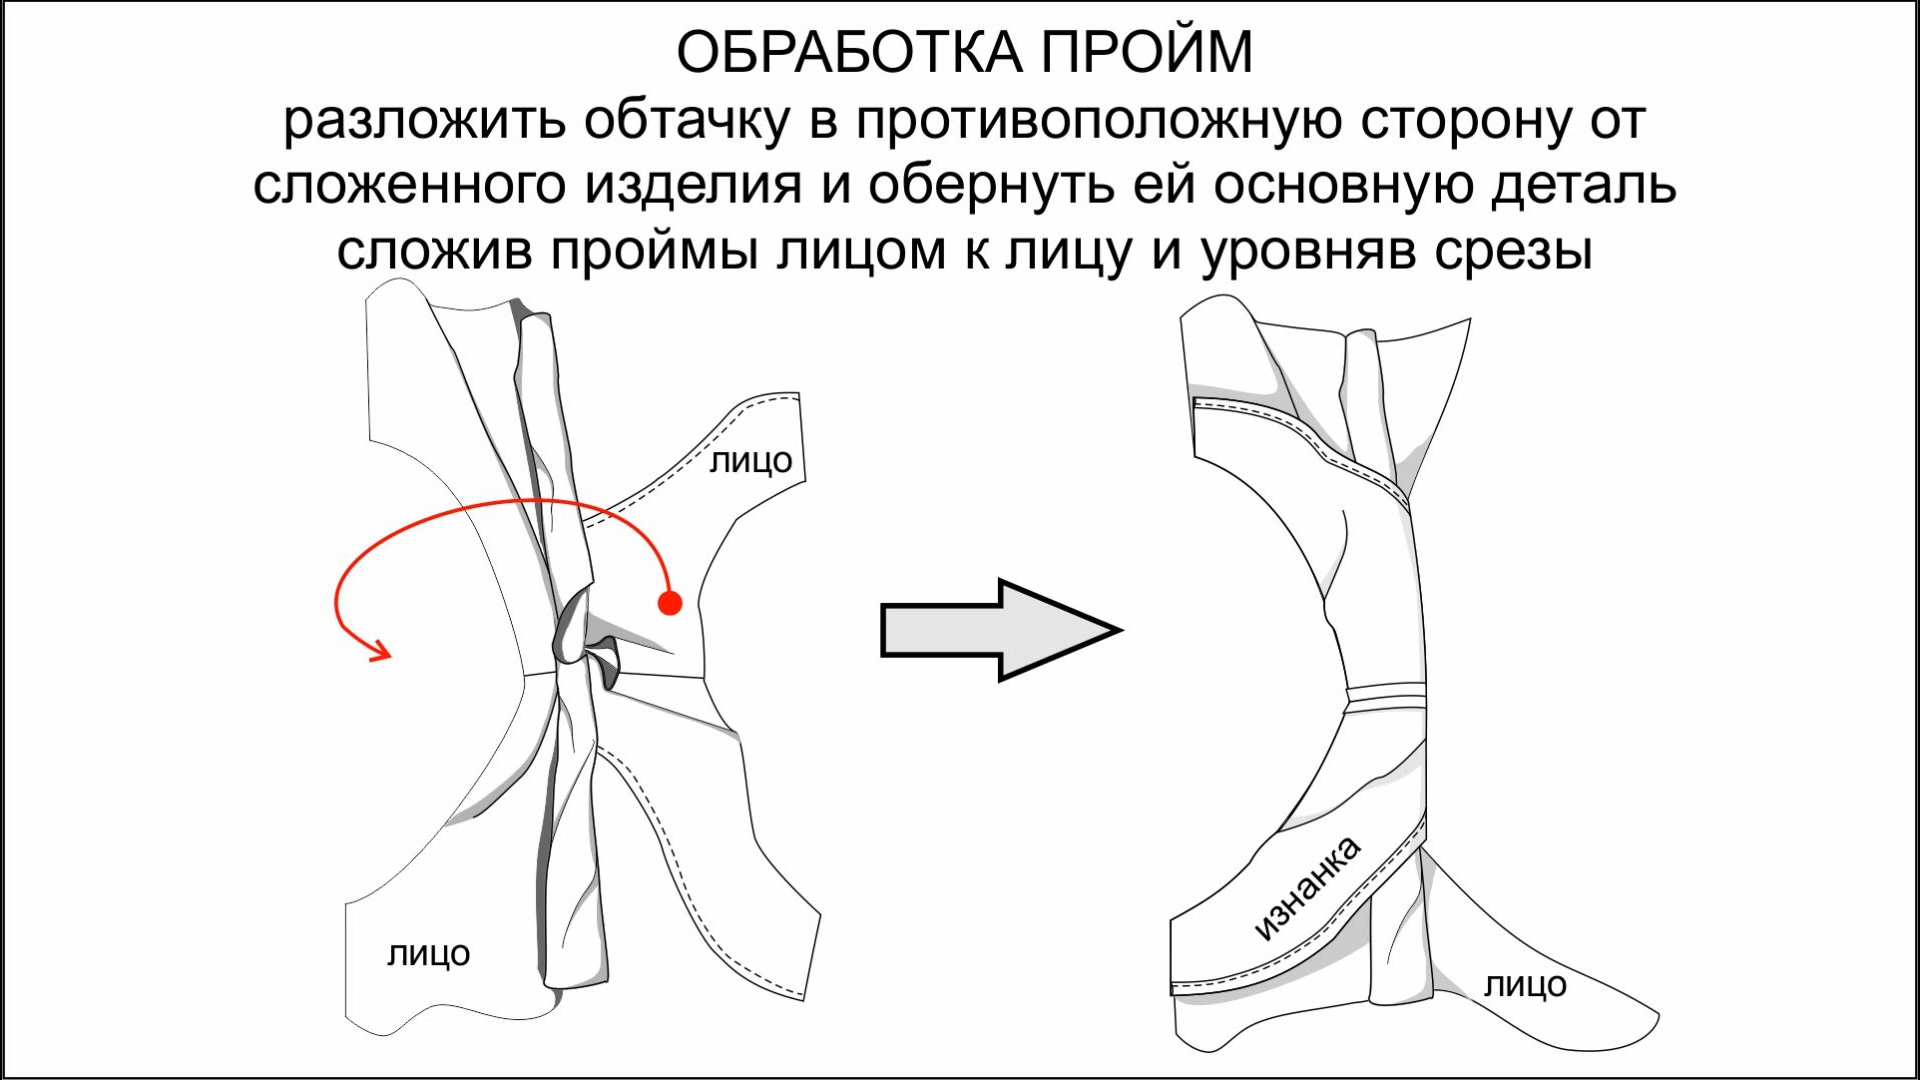 ОБРАБОТКА ПРОЙМ
разложить обтачку в противоположную сторону от
сложенного изделия и обернуть ей основную деталь
сложив проймы лицом к лицу и уровняв срезы
лицо
лицо
изнанка
лицо